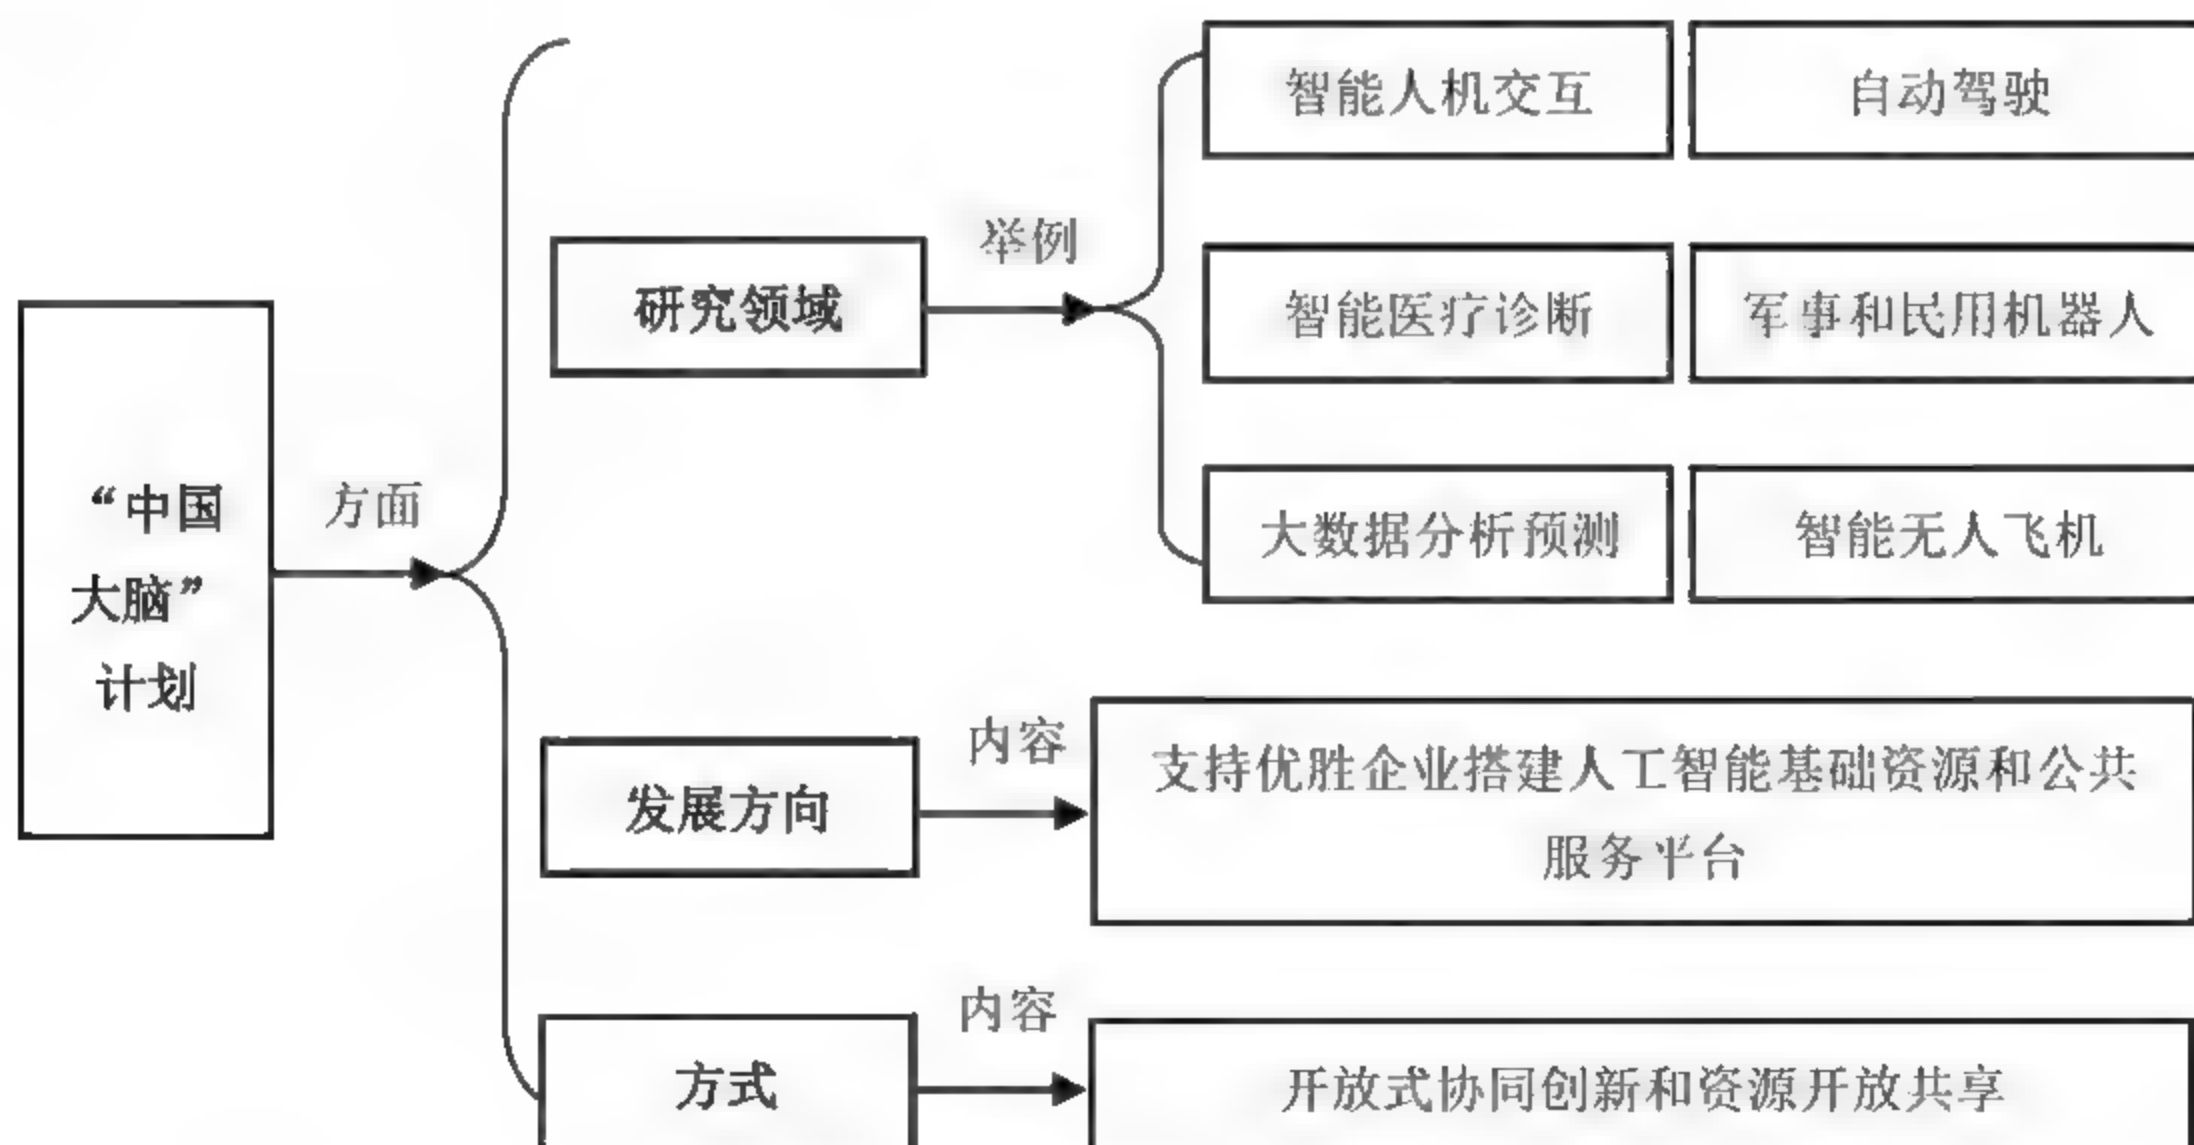 “中国
大脑”
计划
方面
研究领域
举例
智能人机交互
自动驾驶
智能医疗诊断
军事和民用机器人
大数据分析预测
智能无人飞机
发展方向
内容
支持优胜企业搭建人工智能基础资源和公共
服务平台
方式
内容
开放式协同创新和资源开放共享